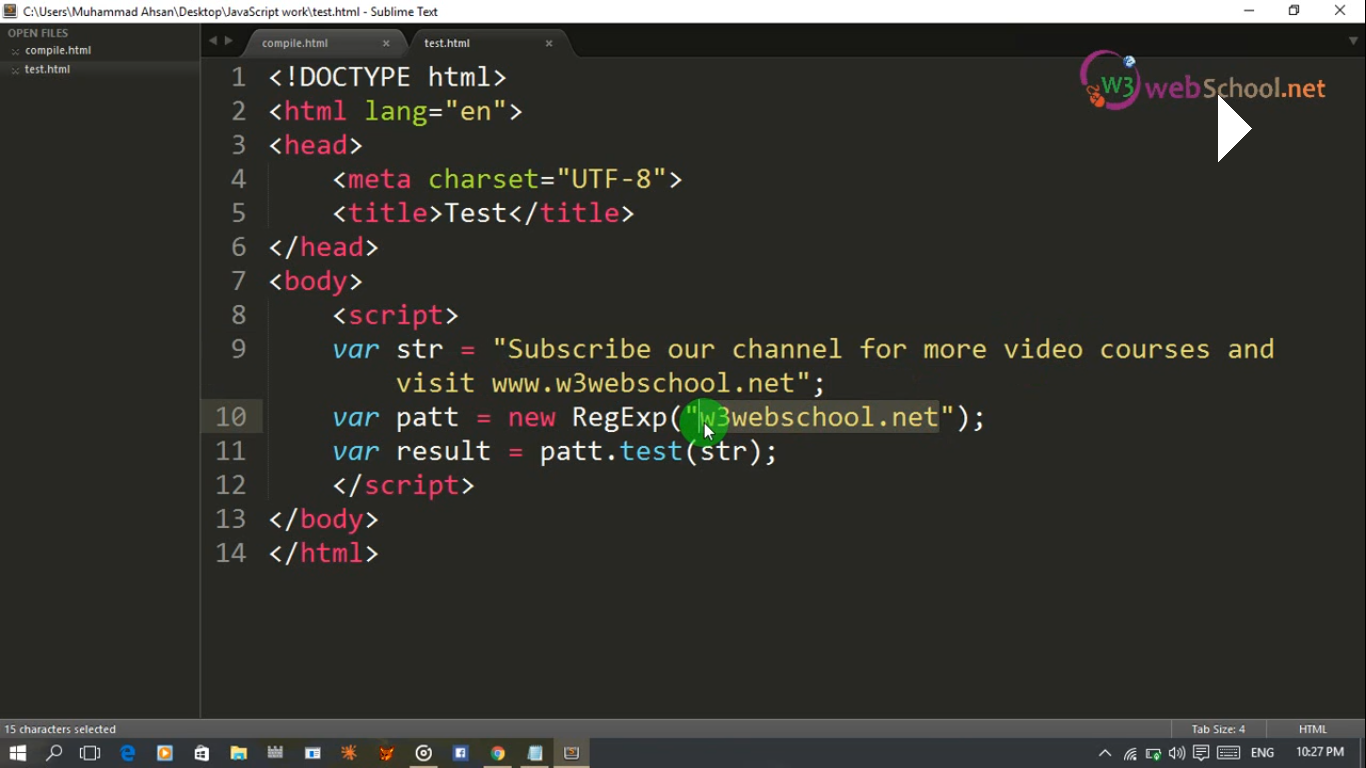 C:\Users\Muhammad Ahsan\Desktop\JavaScript work\test.html - Sublime Text
OPEN FILES
compile.html
test.html
compile.html
test.html
W3 webSchool.net
1 <!DOCTYPE html>
2 <html lang="en">
3 <head>
4 <meta charset="UTF-8">
5 <title>Test</title>
6 </head>
7 <body>
8 <script>
9 var str = "Subscribe our channel for more video courses and
visit www.w3webschool.net";
10 var patt = new RegExp("w3webschool.net");
11 var result = patt.test(str);
12 </script>
13 </body>
14 </html>
15 characters selected
Tab Size: 4
HTML
ENG
10:27 PM